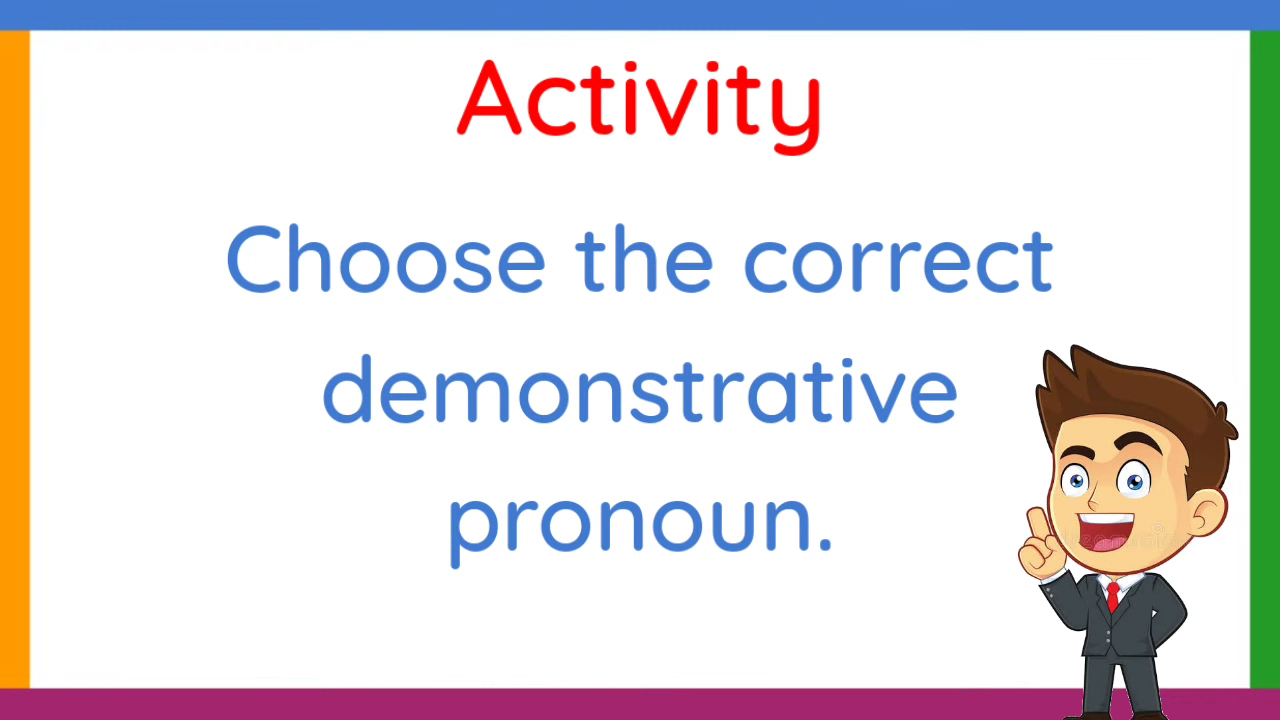 Activity
Choose the correct
demonstrative
pronoun.